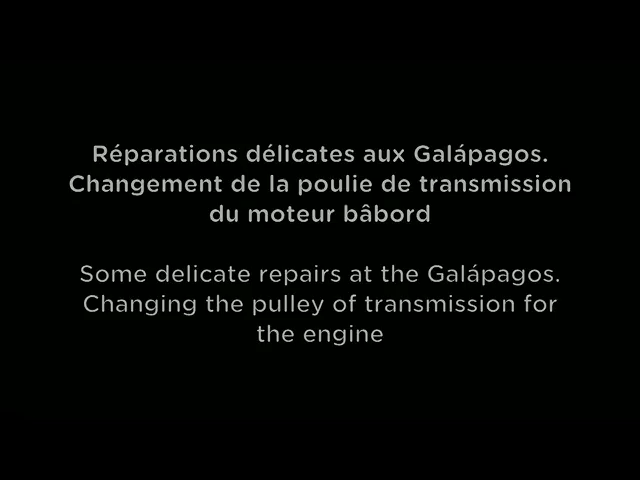 Réparations délicates aux Galápagos.
Changement de la poulie de transmission
du moteur bâbord
Some delicate repairs at the Galápagos.
Changing the pulley of transmission for
the engine